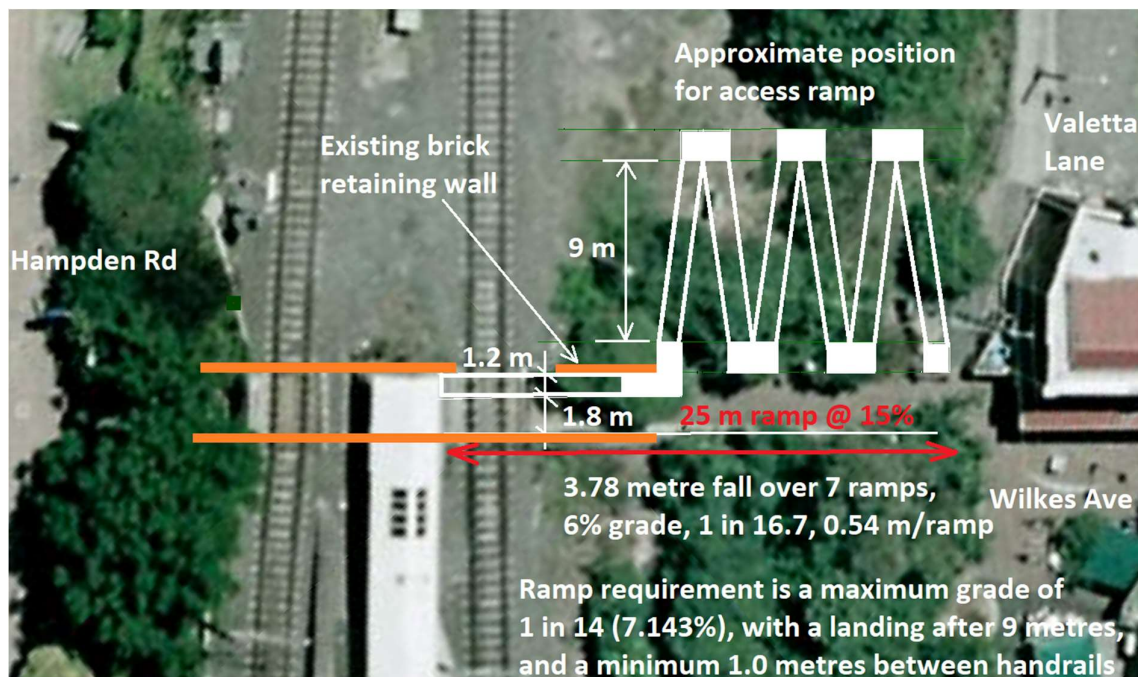 Approximate position
for access ramp
Existing brick
retaining wall
Valetta
Lane
9 m
Hampden Rd
1.2 m
1.8 m
25 m ramp @ 15%
3.78 metre fall over 7 ramps,
6% grade, 1 in 16.7, 0.54 m/ramp
Wilkes Ave
Ramp requirement is a maximum grade of
1 in 14 (7.143%), with a landing after 9 metres,
and a minimum 1.0 metres between handrails